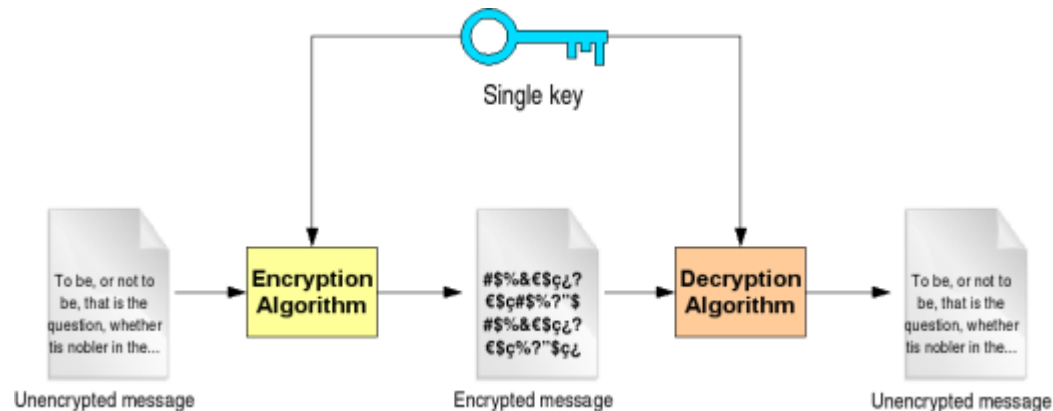 Single key
To be, or not to
be, that is the
question, whether
tis nobler in the...
Unencrypted message
Encryption
Algorithm
#$%&€$ç¿?
€$ç#$%?"$
#$%&€$ç¿?
€$ç%?"$ç¿
Encrypted message
Decryption
Algorithm
To be, or not to
be, that is the
question, whether
tis nobler in the...
Unencrypted message